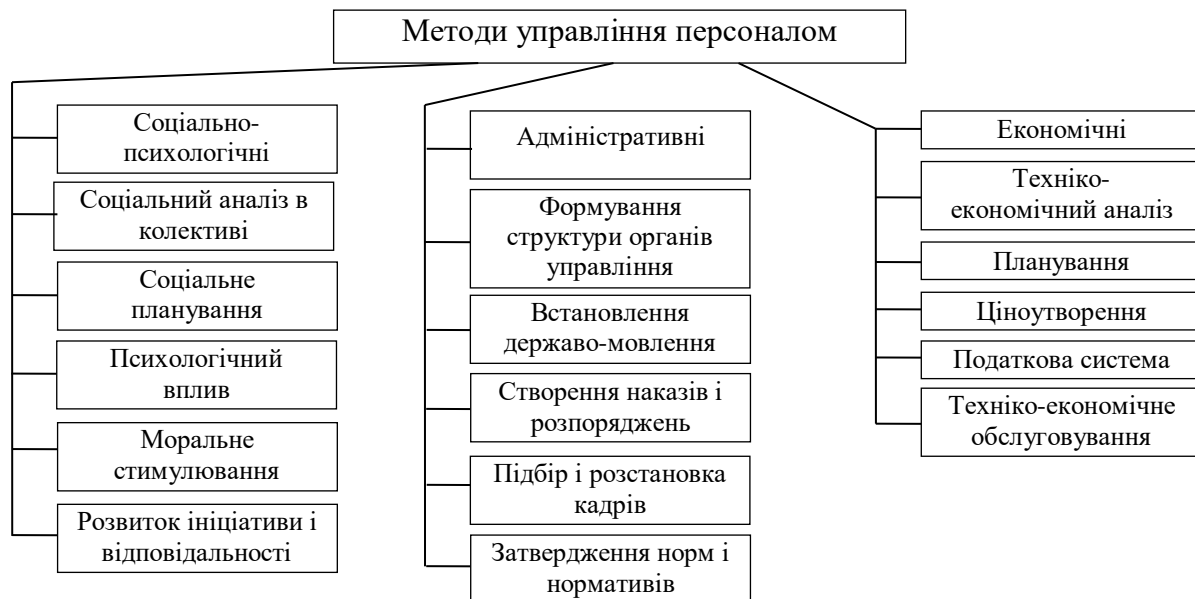 Методи управління персоналом
Соціально-
психологічні
Соціальний аналіз в
колективі
Соціальне
планування
Психологічний
вплив
Моральне
стимулювання
Розвиток ініціативи і
відповідальності
Адміністративні
Формування
структури органів
управління
Встановлення
державо-мовлення
Створення наказів і
розпоряджень
Підбір і розстановка
кадрів
Затвердження норм і
нормативів
Економічні
Техніко-
економічний аналіз
Планування
Ціноутворення
Податкова система
Техніко-економічне
обслуговування